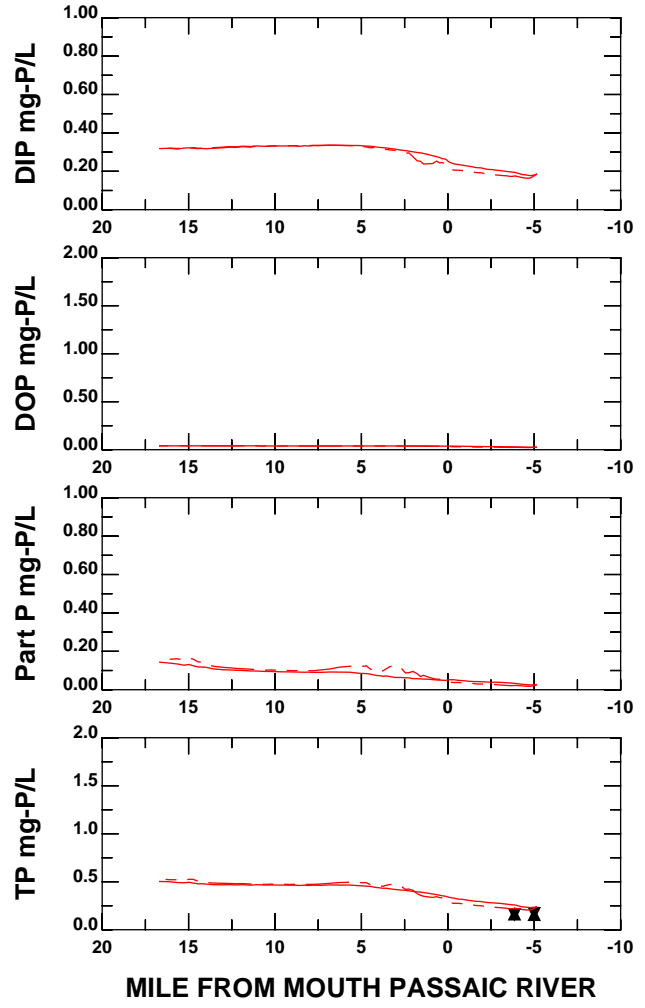 DIP mg-P/L
1.00
0.80
0.60
0.40
0.20
0.00
20 15 10 5 0 -5 -10
DOP mg-P/L
2.00
1.50
1.00
0.50
0.00
20 15 10 5 0 -5 -10
Part P mg-P/L
1.00
0.80
0.60
0.40
0.20
0.00
20 15 10 5 0 -5 -10
TP mg-P/L
2.0
1.5
1.0
0.5
0.0
20 15 10 5 0 -5 -10
MILE FROM MOUTH PASSAIC RIVER